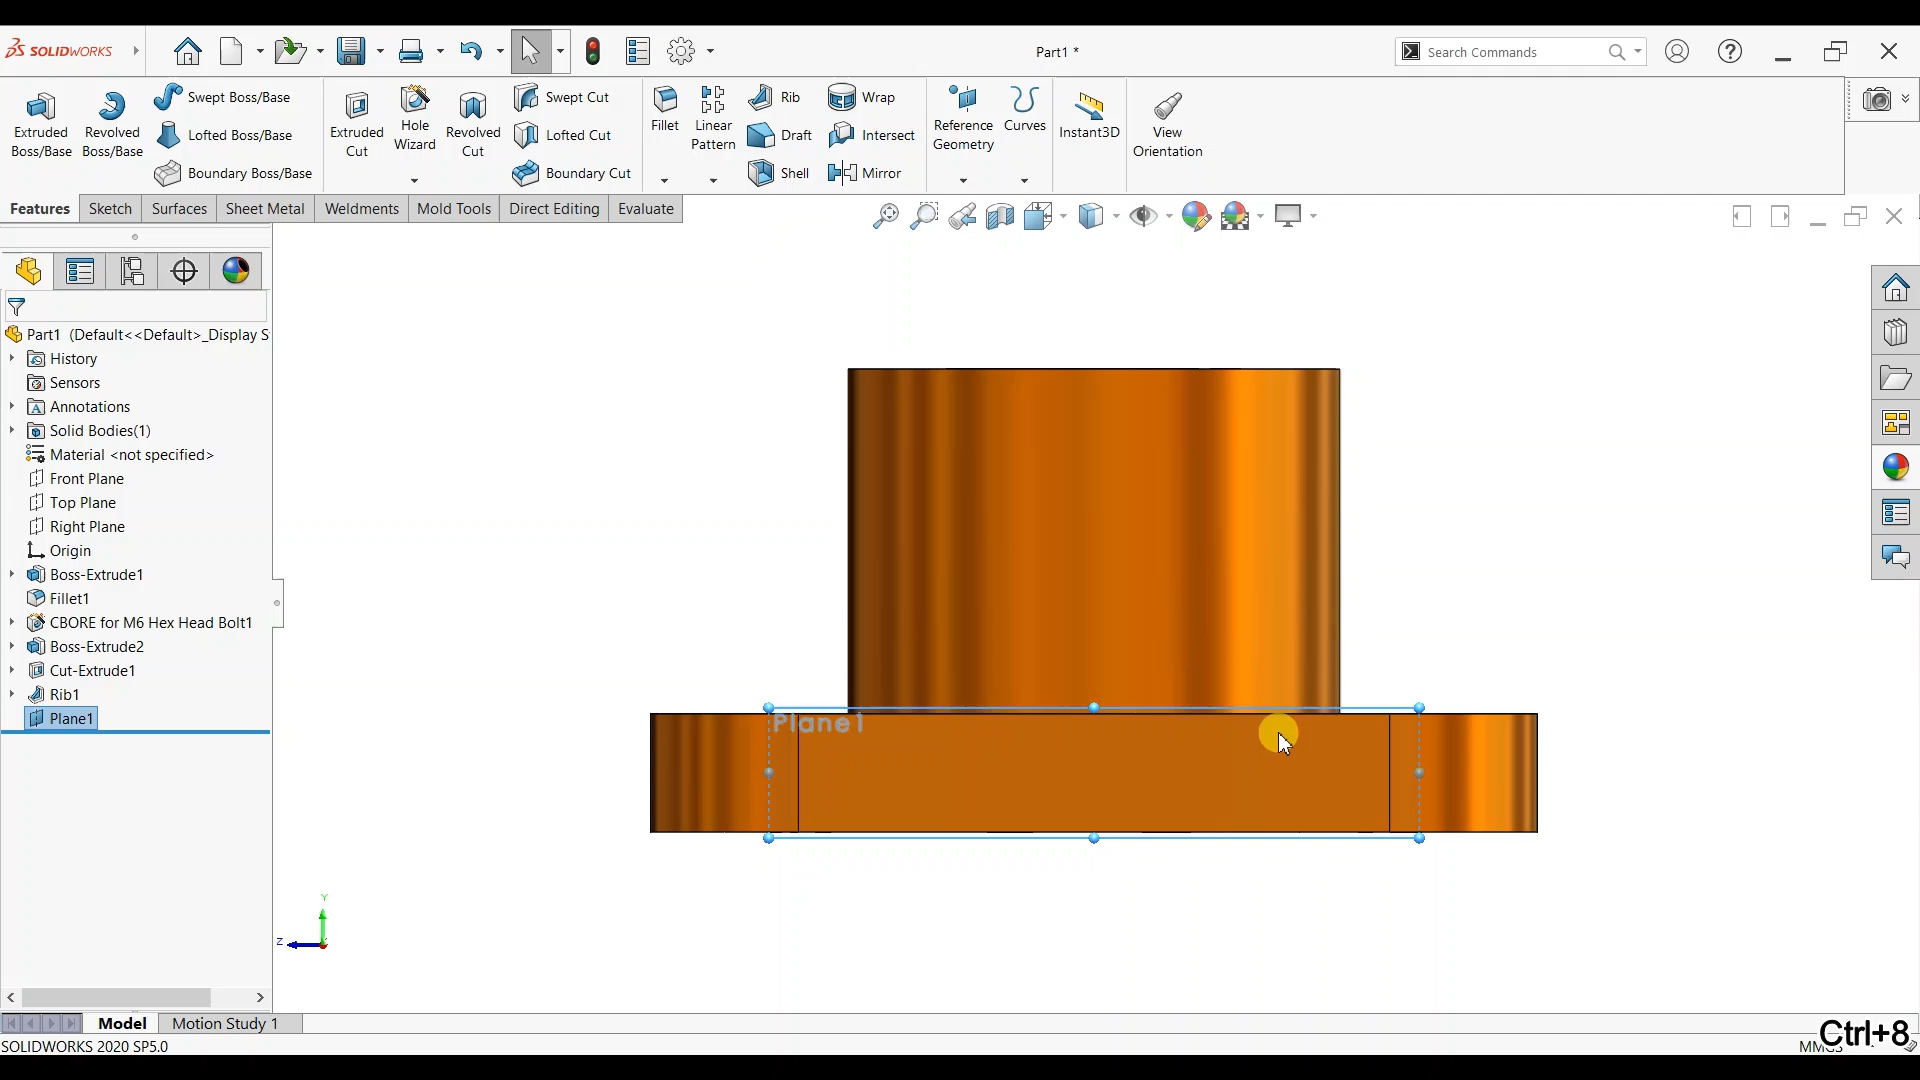 SOLIDWORKS
Part1 *
Search Commands
Extruded Boss/Base
Revolved Boss/Base
Swept Boss/Base
Lofted Boss/Base
Boundary Boss/Base
Extruded Cut
Hole Wizard
Revolved Cut
Swept Cut
Lofted Cut
Boundary Cut
Fillet
Linear Pattern
Rib
Draft
Shell
Wrap
Intersect
Mirror
Reference Geometry
Curves
Instant3D
View Orientation
Features
Sketch
Surfaces
Sheet Metal
Weldments
Mold Tools
Direct Editing
Evaluate
Part1 (Default<<Default>_Display S
History
Sensors
Annotations
Solid Bodies(1)
Material <not specified>
Front Plane
Top Plane
Right Plane
Origin
Boss-Extrude1
Fillet1
CBORE for M6 Hex Head Bolt1
Boss-Extrude2
Cut-Extrude1
Rib1
Plane1
Plane1
Y
Z
Model
Motion Study 1
SOLIDWORKS 2020 SP5.0
Ctrl+8